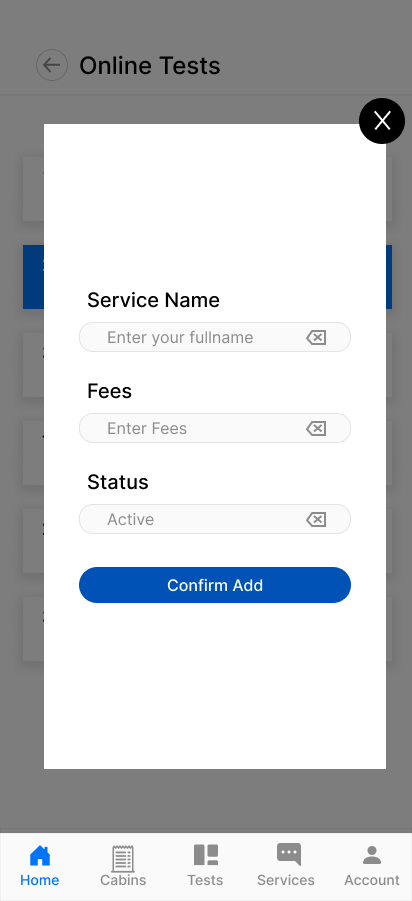 Online Tests
Service Name
Enter your fullname
Fees
Enter Fees
Status
Active
Confirm Add
Home
Cabins
Tests
Services
Account